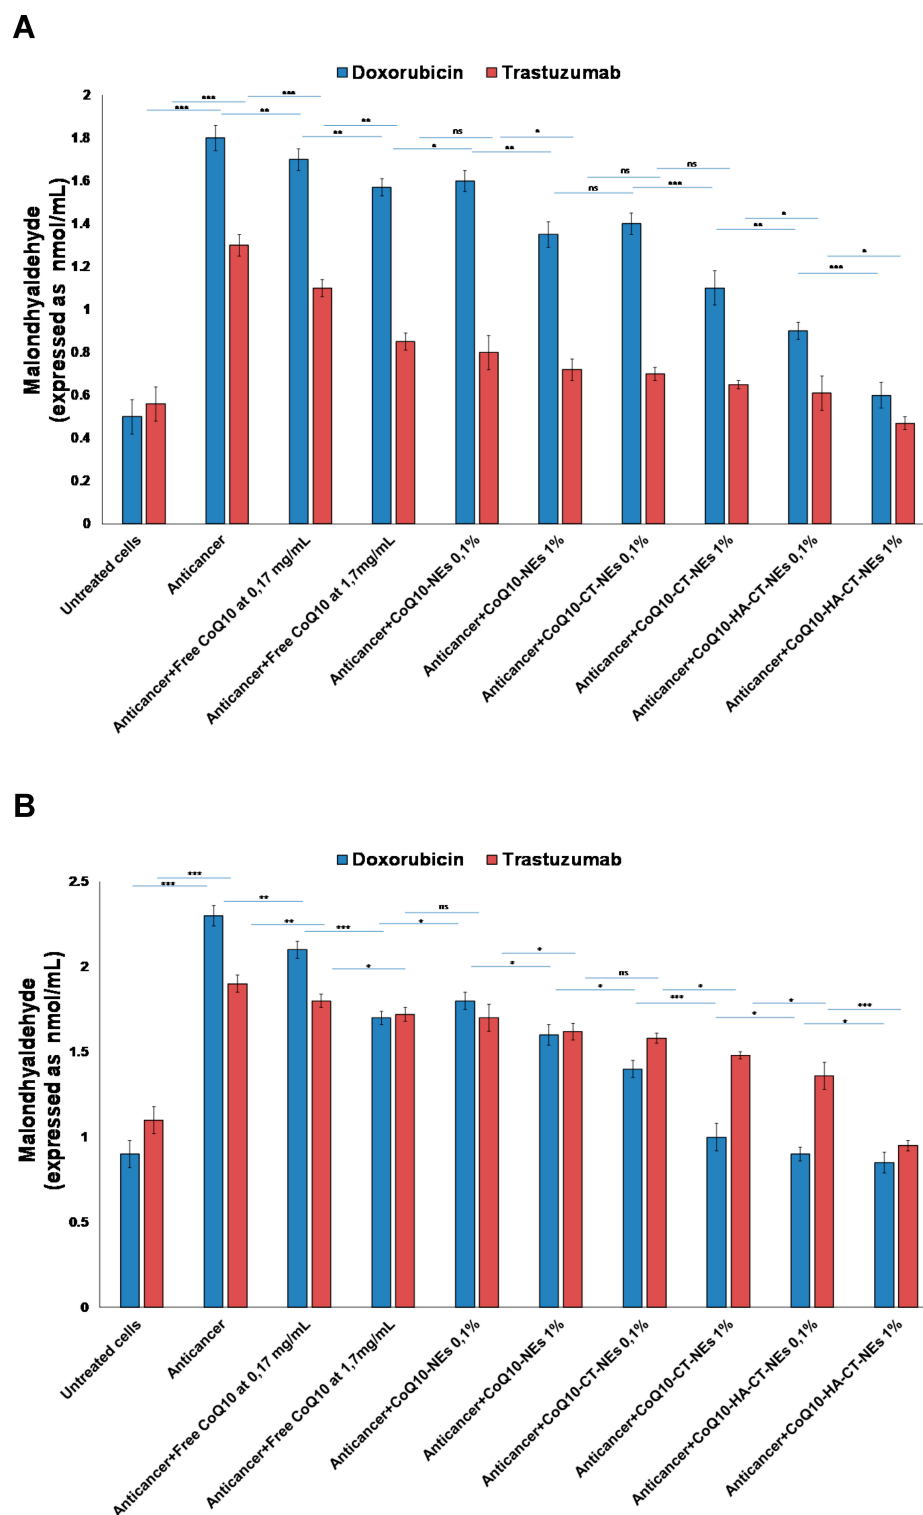 A
Doxorubicin Trastuzumab
Malondhyaldehyde
(expressed as nmol/mL)
2
1.8
1.6
1.4
1.2
1
0.8
0.6
0.4
0.2
0
*** *** *** **
** ** ns * * **
ns ns ns ***
* ** * ***
Untreated cells
Anticancer
Anticancer+Free CoQ10 at 0,17 mg/mL
Anticancer+Free CoQ10 at 1,7mg/mL
Anticancer+CoQ10-NEs 0,1%
Anticancer+CoQ10-NEs 1%
Anticancer+CoQ10-CT-NEs 0,1%
Anticancer+CoQ10-CT-NEs 1%
Anticancer+CoQ10-HA-CT-NEs 0,1%
Anticancer+CoQ10-HA-CT-NEs 1%
B
Doxorubicin Trastuzumab
Malondhyaldehyde
(expressed as nmol/mL)
2.5
2
1.5
1
0.5
0
*** *** ** ** *** *
ns * * * ns *
* *** * * *** *
Untreated cells
Anticancer
Anticancer+Free CoQ10 at 0,17 mg/mL
Anticancer+Free CoQ10 at 1,7mg/mL
Anticancer+CoQ10-NEs 0,1%
Anticancer+CoQ10-NEs 1%
Anticancer+CoQ10-CT-NEs 0,1%
Anticancer+CoQ10-CT-NEs 1%
Anticancer+CoQ10-HA-CT-NEs 0,1%
Anticancer+CoQ10-HA-CT-NEs 1%